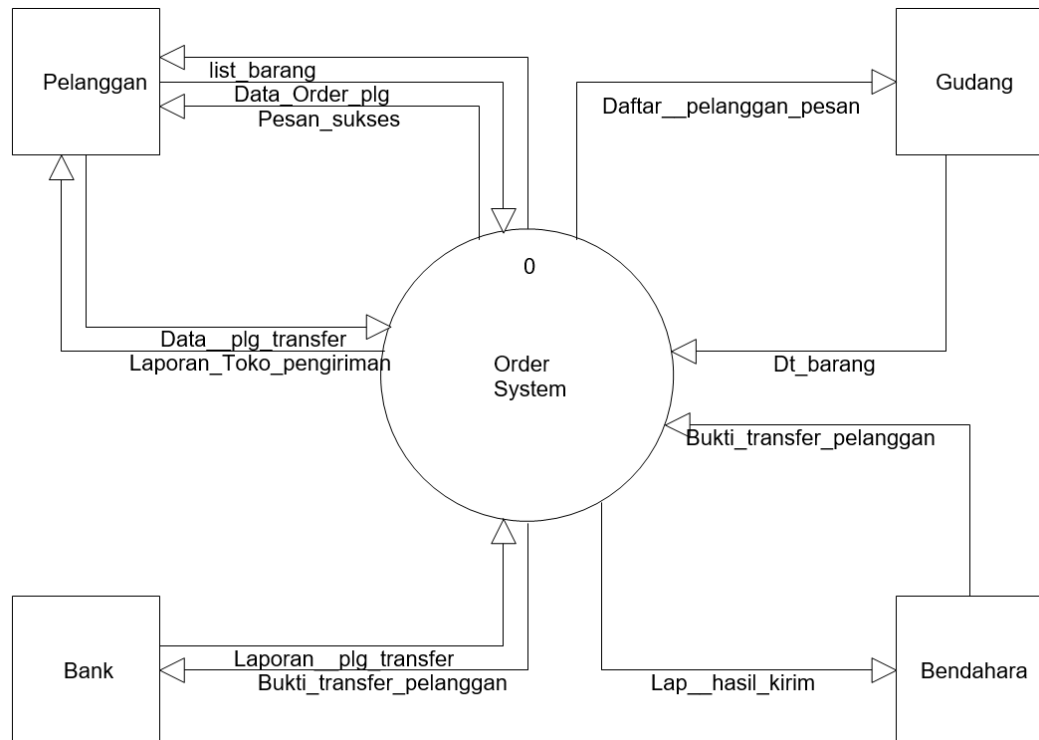 Pelanggan
list_barang
Data_Order_plg
Pesan_sukses
Daftar__pelanggan_pesan
Gudang
0
Data__plg_transfer
Laporan_Toko_pengiriman
Order
System
Dt_barang
Bukti_transfer_pelanggan
Bank
Laporan__plg_transfer
Bukti_transfer_pelanggan
Lap__hasil_kirim
Bendahara